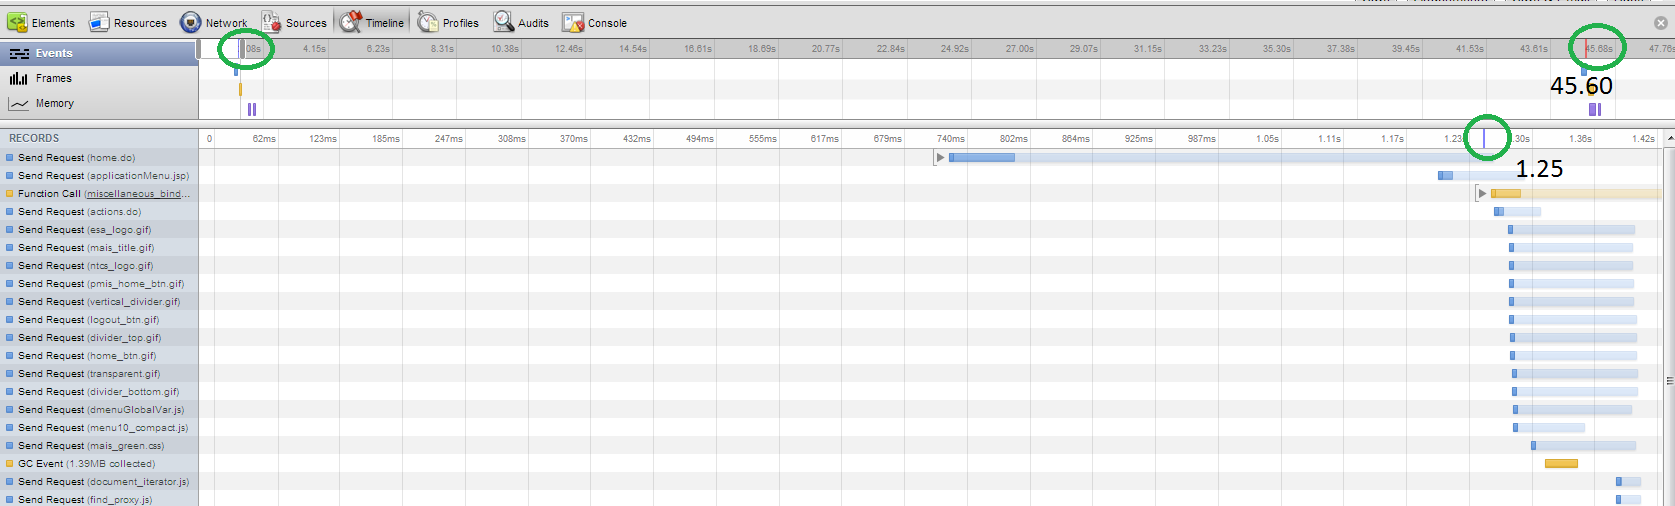 Elements Resources Network Sources Timeline Profiles Audits Console
Events 08s 4.15s 6.23s 8.31s 10.38s 12.46s 14.54s 16.61s 18.69s 20.77s 22.84s 24.92s 27.00s 29.07s 31.15s 33.23s 35.30s 37.38s 39.45s 41.53s 43.61s 45.68s 47.76s
Frames
45.60
Memory
RECORDS 0 62ms 123ms 185ms 247ms 308ms 370ms 432ms 494ms 555ms 617ms 679ms 740ms 802ms 864ms 925ms 987ms 1.05s 1.11s 1.17s 1.23 .30s 1.36s 1.42s
Send Request (home.do)
1.25
Send Request (applicationMenu.jsp)
Function Call (miscellaneous_bind...
Send Request (actions.do)
Send Request (esa_logo.gif)
Send Request (mais_title.gif)
Send Request (ntcs_logo.gif)
Send Request (pmis_home_btn.gif)
Send Request (vertical_divider.gif)
Send Request (logout_btn.gif)
Send Request (divider_top.gif)
Send Request (home_btn.gif)
Send Request (transparent.gif)
Send Request (divider_bottom.gif)
Send Request (dmenuGlobalVar.js)
Send Request (menu10_compact.js)
Send Request (mais_green.css)
GC Event (1.39MB collected)
Send Request (document_iterator.js)
Send Request (find_proxy.js)